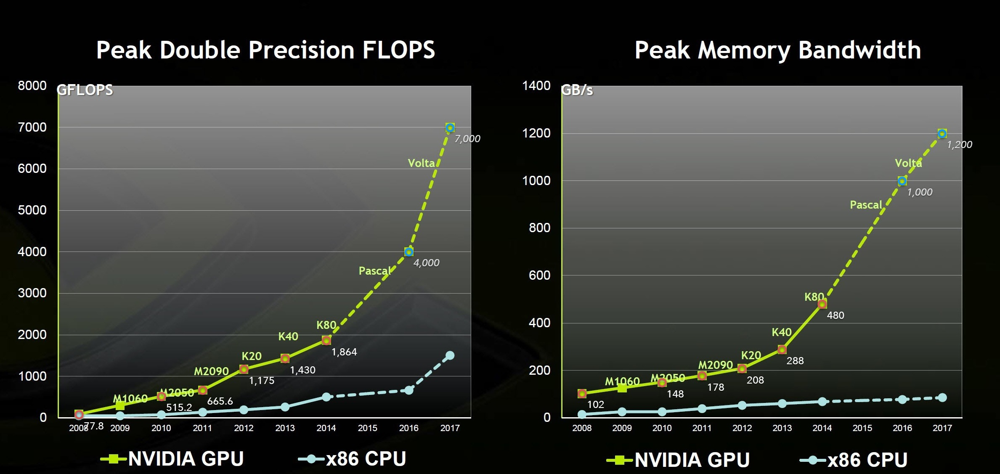 Peak Double Precision FLOPS
GFLOPS
8000
7000
6000
5000
4000
3000
2000
1000
0
7,000
Volta
4,000
Pascal
K80
K40
1,864
K20
1,430
M2090
1,175
M2050
M1060
665.6
515.2
77.8
2008 2009 2010 2011 2012 2013 2014 2015 2016 2017
NVIDIA GPU x86 CPU
Peak Memory Bandwidth
GB/s
1400
1200
1000
800
600
400
200
0
1,200
Volta
1,000
Pascal
K80
480
K40
K20
288
M2090
M2050
208
M1060
178
148
102
2008 2009 2010 2011 2012 2013 2014 2015 2016 2017
NVIDIA GPU x86 CPU